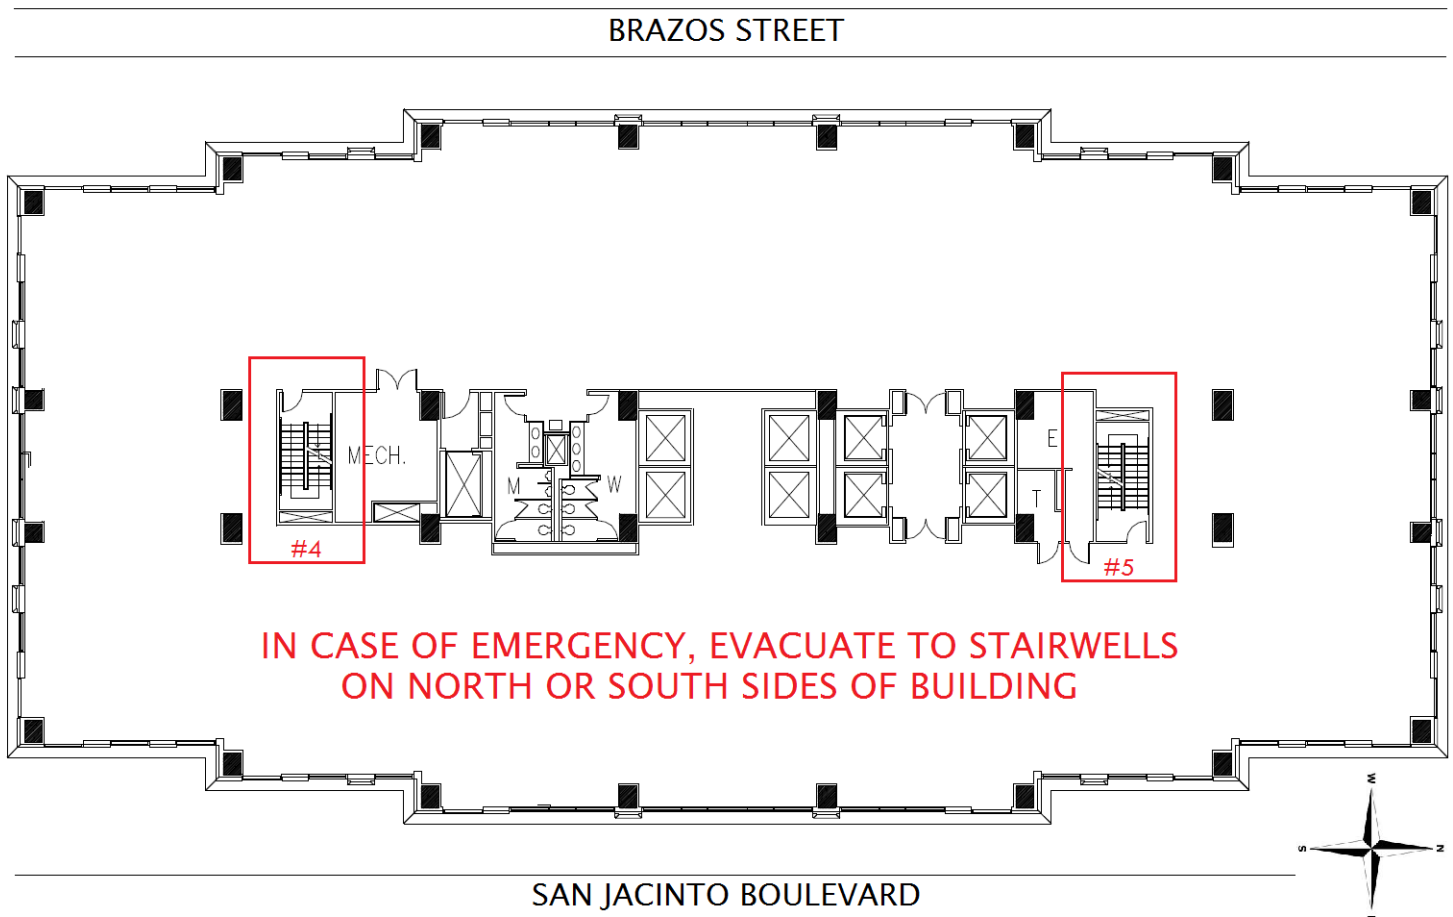 BRAZOS STREET
MECH.
M
W
E
T
#4
#5
IN CASE OF EMERGENCY, EVACUATE TO STAIRWELLS
ON NORTH OR SOUTH SIDES OF BUILDING
W
S
N
SAN JACINTO BOULEVARD